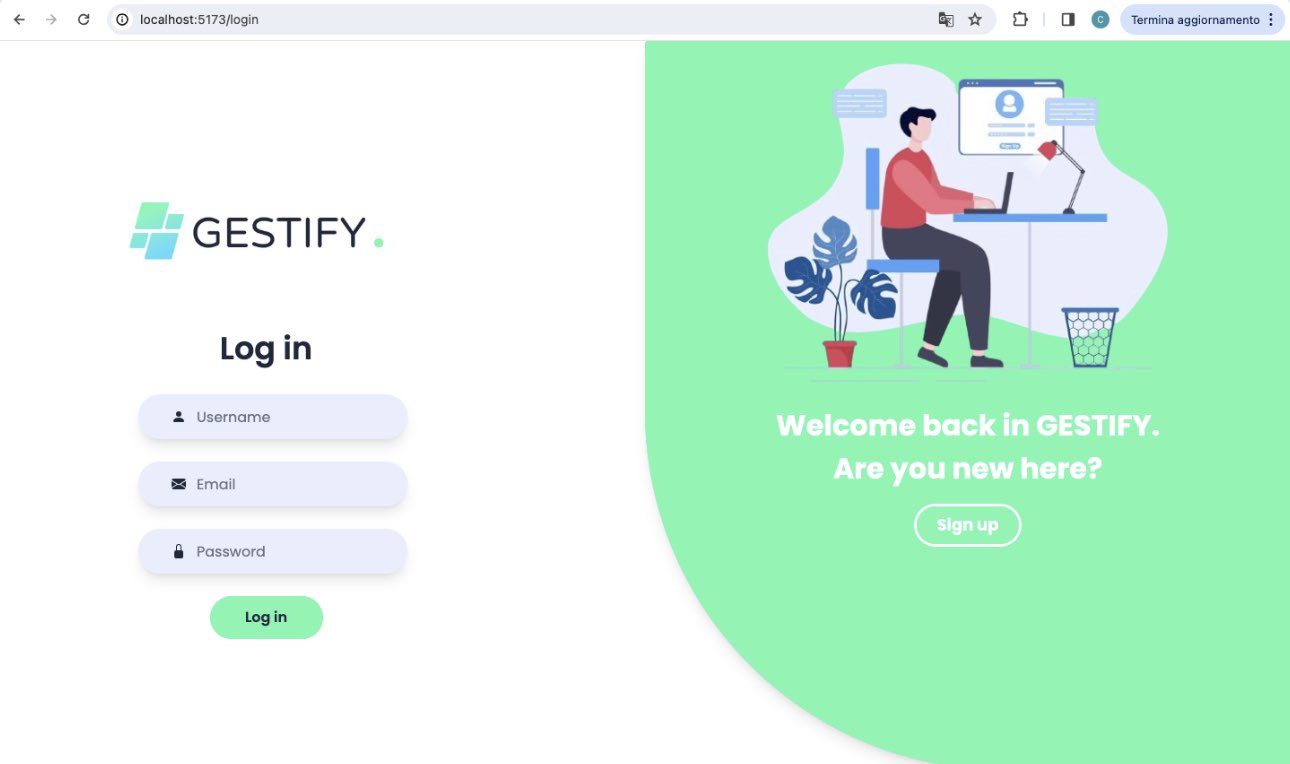 localhost:5173/login
C
Termina aggiornamento
GESTIFY.
Log in
Username
Email
Password
Log in
Sign Up
Welcome back in GESTIFY.
Are you new here?
Sign up